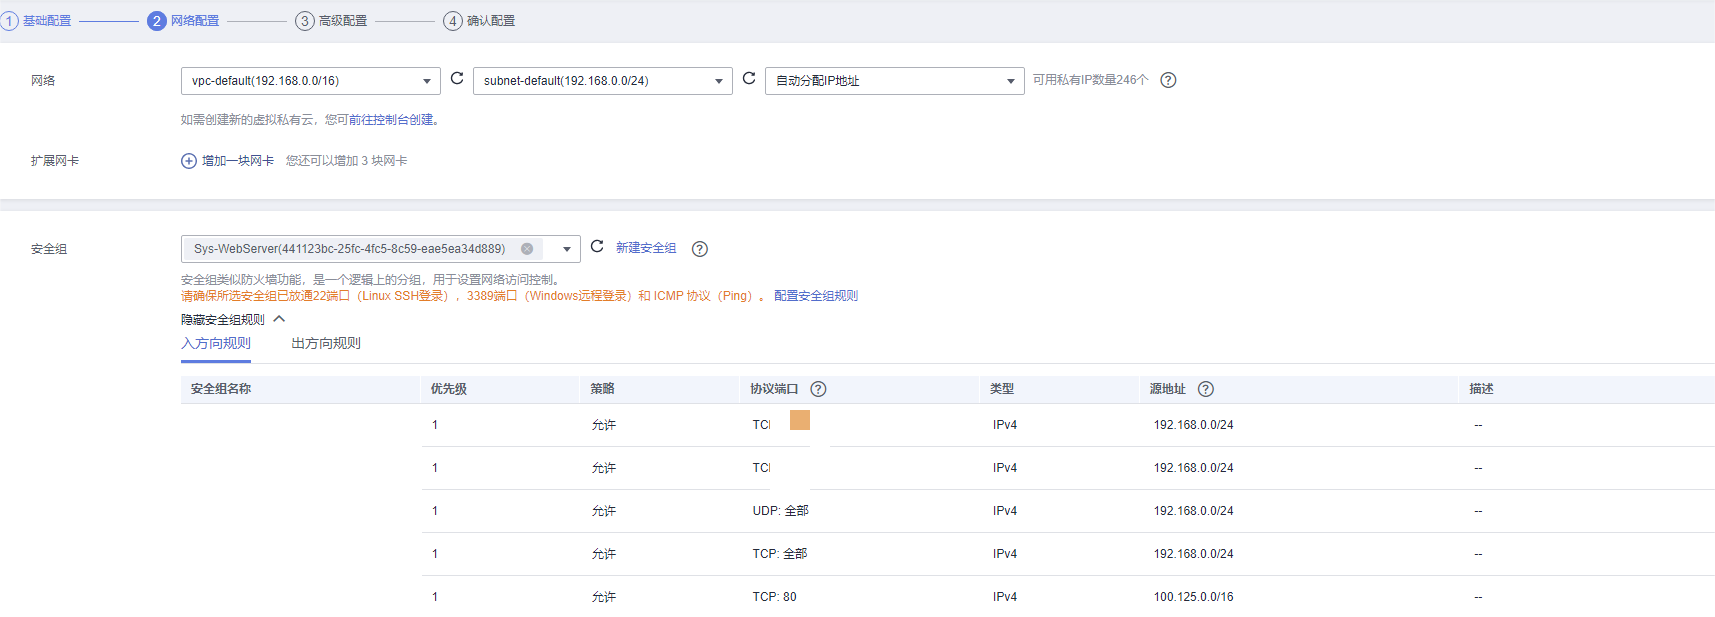 1 基础配置 2 网络配置 3 高级配置 4 确认配置
网络 vpc-default(192.168.0.0/16) subnet-default(192.168.0.0/24) 自动分配IP地址 可用私有IP数量246个 ?
如需创建新的虚拟私有云，您可前往控制台创建。
扩展网卡 增加一块网卡 您还可以增加 3 块网卡
安全组 Sys-WebServer(441123bc-25fc-4fc5-8c59-eae5ea34d889) 新建安全组 ?
安全组类似防火墙功能，是一个逻辑上的分组，用于设置网络访问控制。
请确保所选安全组已放通22端口（Linux SSH登录），3389端口（Windows远程登录）和 ICMP 协议（Ping）。 配置安全组规则
隐藏安全组规则
入方向规则 出方向规则
安全组名称 优先级 策略 协议端口 ? 类型 源地址 ? 描述
1 允许 TC IPv4 192.168.0.0/24 --
1 允许 TC IPv4 192.168.0.0/24 --
1 允许 UDP: 全部 IPv4 192.168.0.0/24 --
1 允许 TCP: 全部 IPv4 192.168.0.0/24 --
1 允许 TCP: 80 IPv4 100.125.0.0/16 --